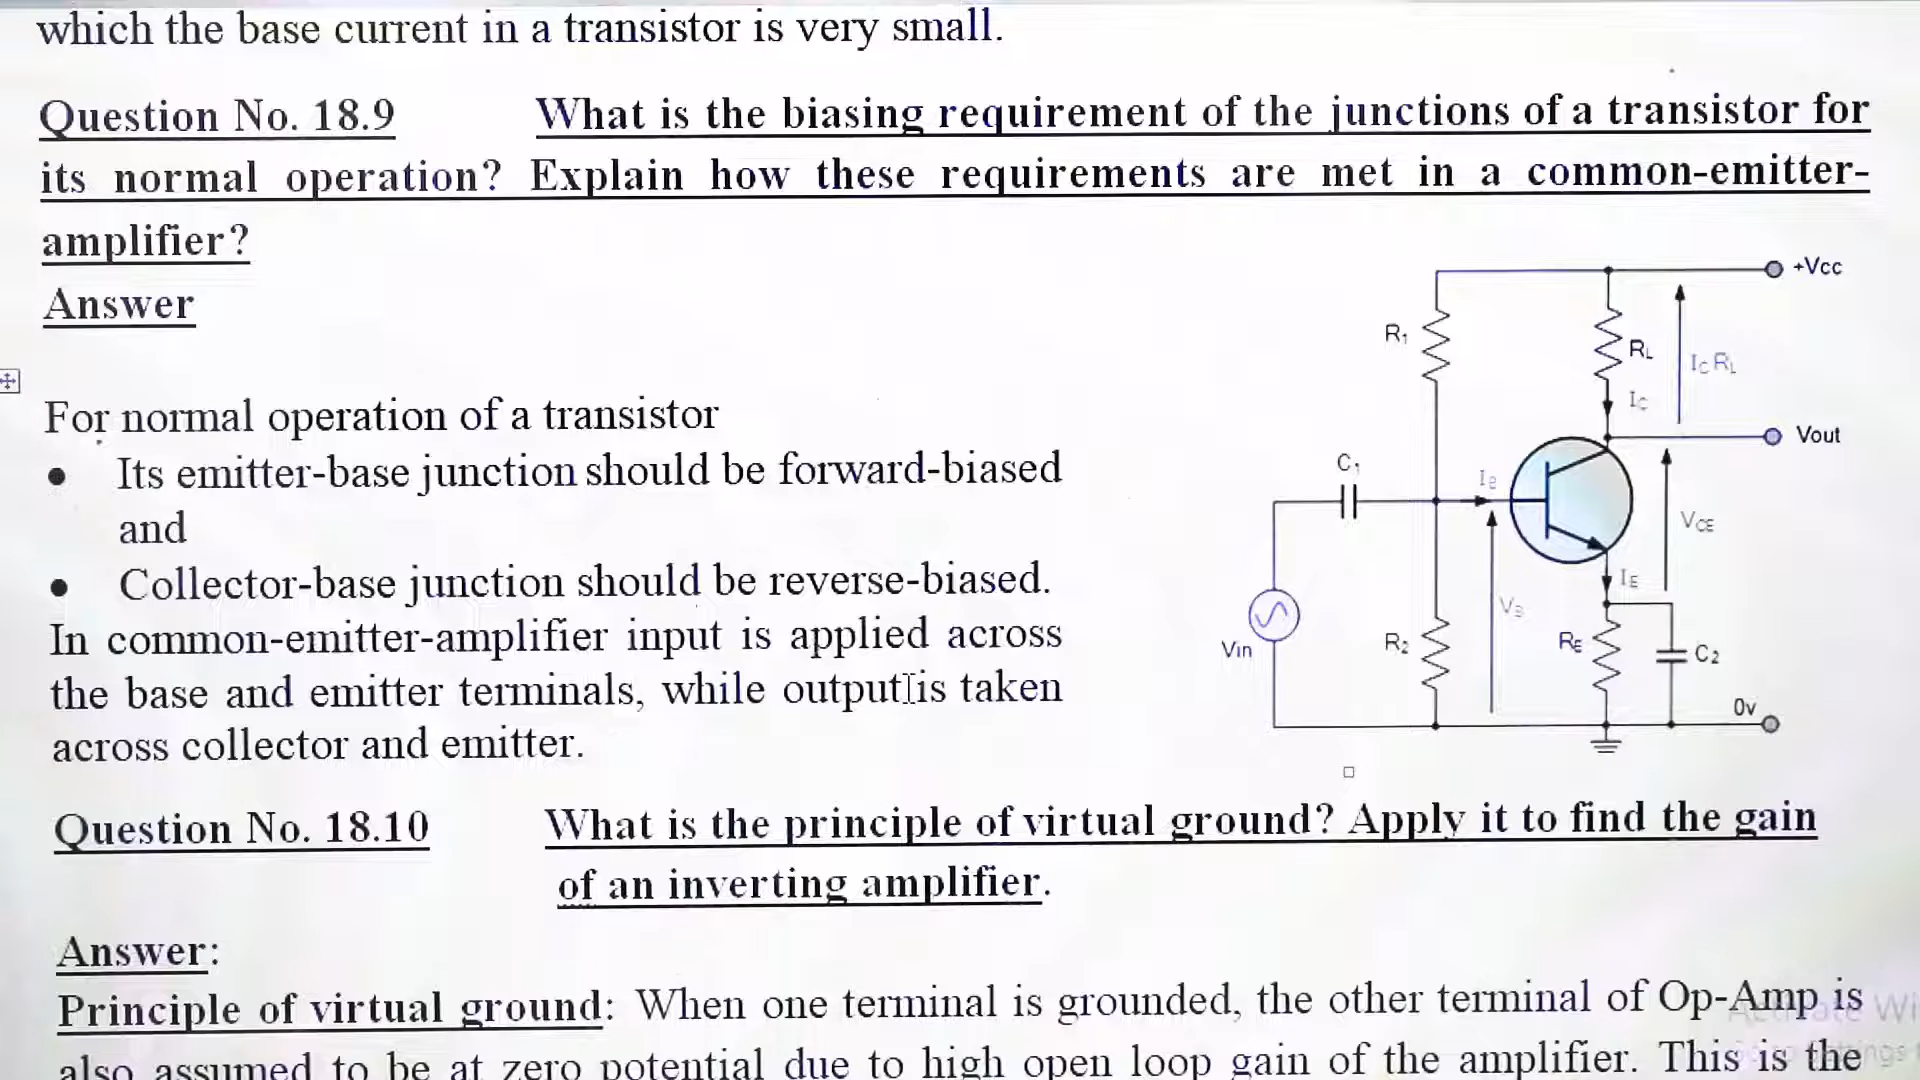 which the base current in a transistor is very small.
Question No. 18.9 What is the biasing requirement of the junctions of a transistor for
its normal operation? Explain how these requirements are met in a common-emitter-
amplifier?
Answer
For normal operation of a transistor
• Its emitter-base junction should be forward-biased
and
• Collector-base junction should be reverse-biased.
In common-emitter-amplifier input is applied across
the base and emitter terminals, while output is taken
across collector and emitter.
+Vcc
R1
RL
IC RL
IC
Vout
C1
IB
VCE
IE
VB
Vin
R2
RE
C2
0v
Question No. 18.10 What is the principle of virtual ground? Apply it to find the gain
of an inverting amplifier.
Answer:
Principle of virtual ground: When one terminal is grounded, the other terminal of Op-Amp is
also assumed to be at zero potential due to high open loop gain of the amplifier. This is the